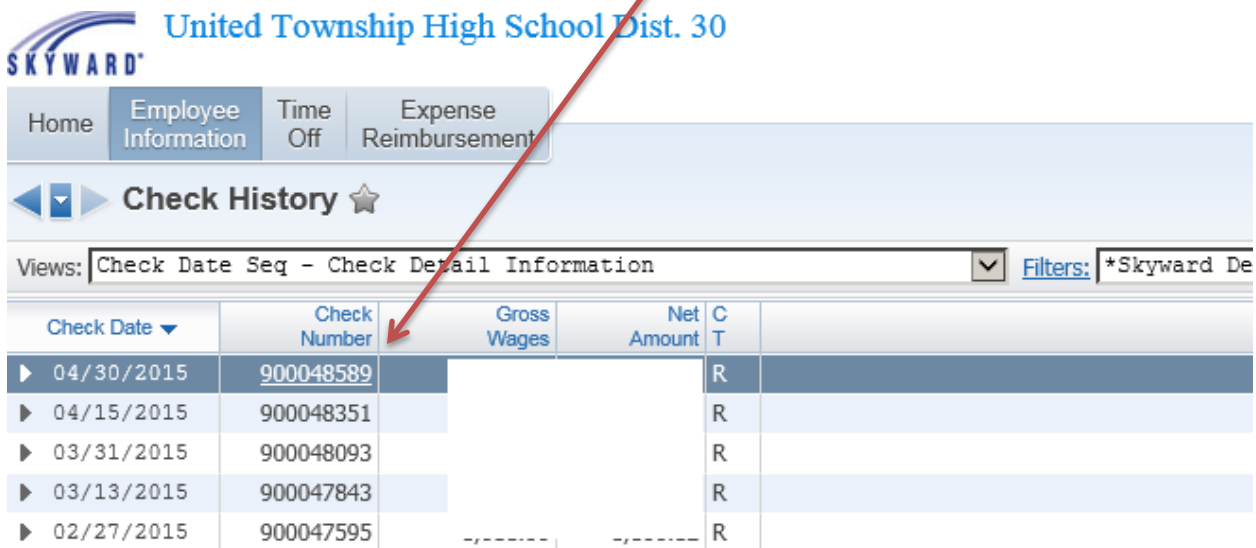 United Township High School Dist. 30
SKYWARD
Home Employee Information Time Off Expense Reimbursement
Check History
Views: Check Date Seq - Check Detail Information Filters: *Skyward De
Check Date Check Number Gross Wages Net Amount C T
04/30/2015 900048589 R
04/15/2015 900048351 R
03/31/2015 900048093 R
03/13/2015 900047843 R
02/27/2015 900047595 R